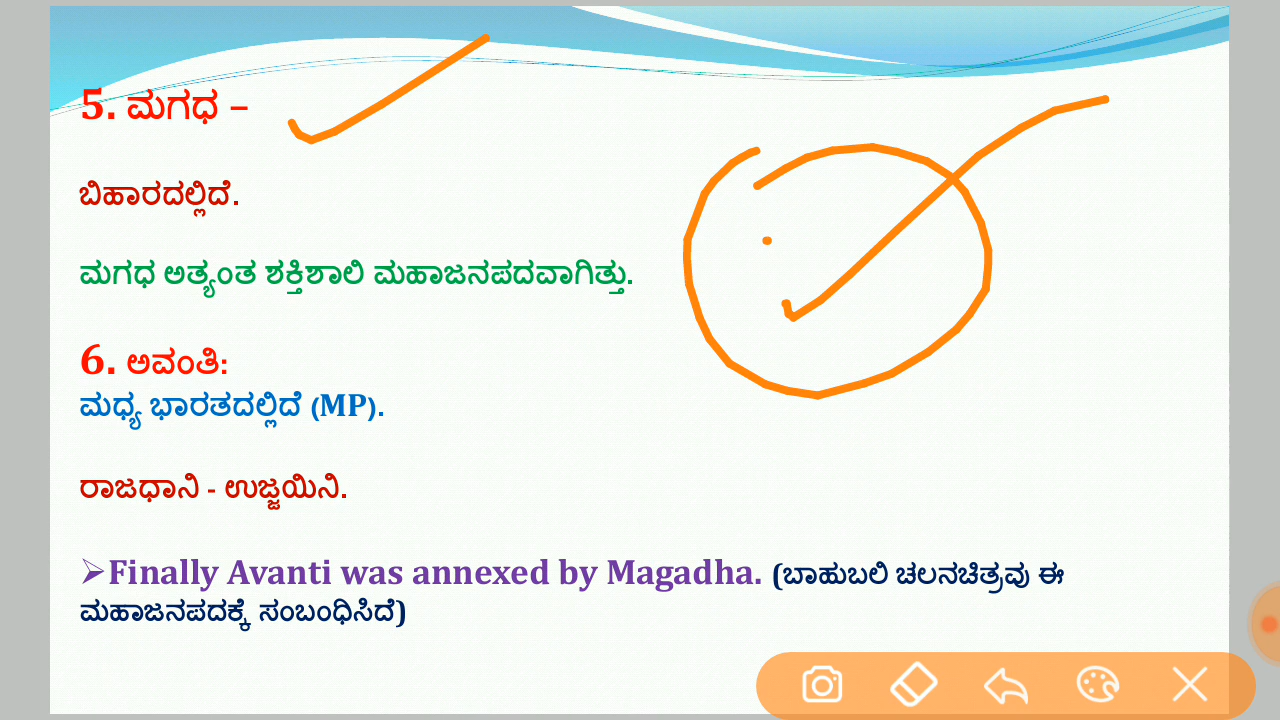 5. ಮಗಧ –
ಬಿಹಾರದಲ್ಲಿದೆ.
ಮಗಧ ಅತ್ಯಂತ ಶಕ್ತಿಶಾಲಿ ಮಹಾಜನಪದವಾಗಿತ್ತು.
6. ಅವಂತಿ:
ಮಧ್ಯ ಭಾರತದಲ್ಲಿದೆ (MP).
ರಾಜಧಾನಿ - ಉಜ್ಜಯಿನಿ.
➢Finally Avanti was annexed by Magadha. (ಬಾಹುಬಲಿ ಚಲನಚಿತ್ರವು ಈ
ಮಹಾಜನಪದಕ್ಕೆ ಸಂಬಂಧಿಸಿದೆ)